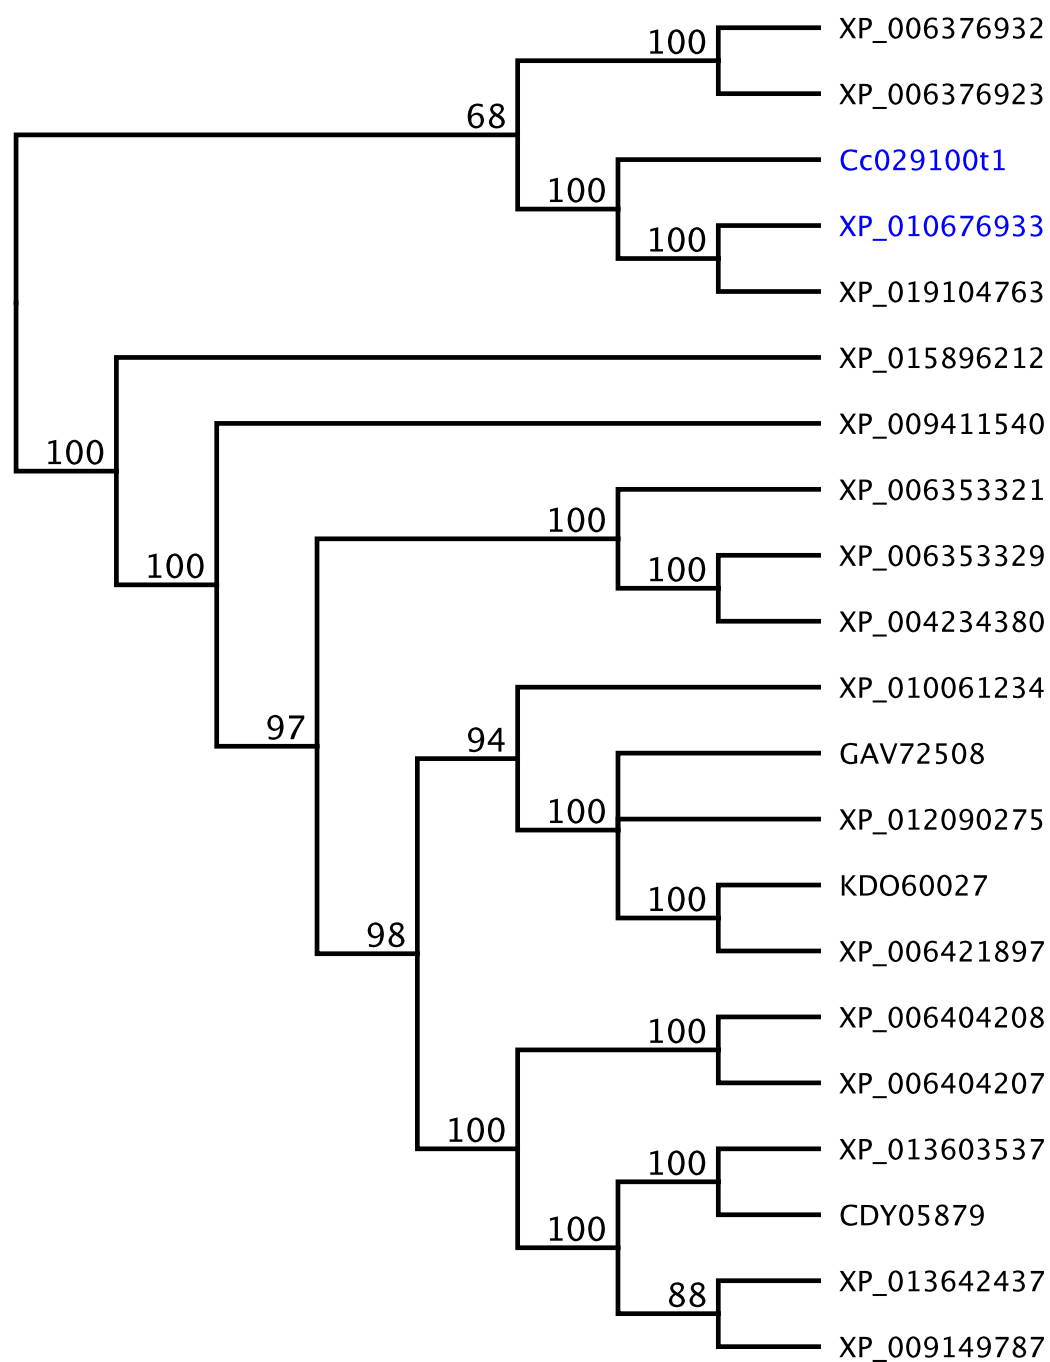 100
XP_006376932
XP_006376923
68
Cc029100t1
100
XP_010676933
100
XP_019104763
XP_015896212
XP_009411540
100
XP_006353321
100
XP_006353329
100
100
XP_004234380
XP_010061234
97
94
GAV72508
100
XP_012090275
KDO60027
100
98
XP_006421897
XP_006404208
100
XP_006404207
100
XP_013603537
100
CDY05879
100
XP_013642437
88
XP_009149787